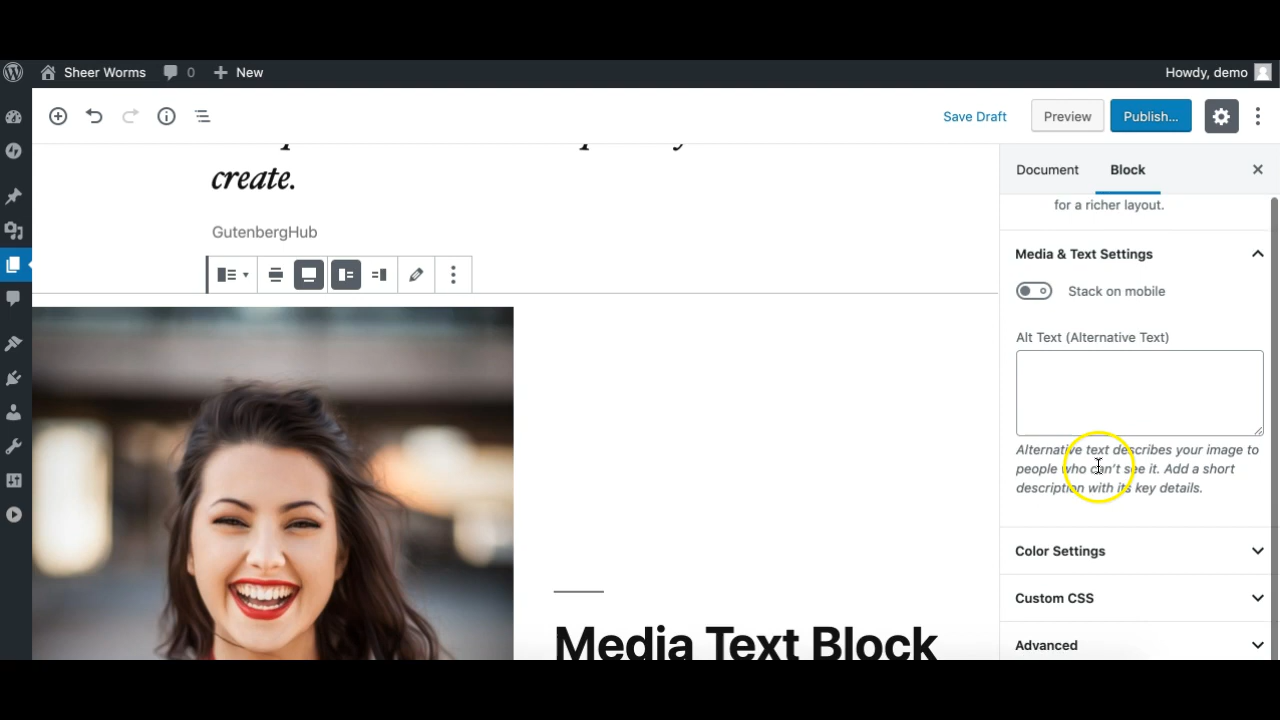 Sheer Worms 0 New Howdy, demo
Save Draft Preview Publish...
create.
GutenbergHub
Document Block
for a richer layout.
Media & Text Settings
Stack on mobile
Alt Text (Alternative Text)
Alternative text describes your image to
people who can't see it. Add a short
description with its key details.
Color Settings
Custom CSS
Advanced
Media Text Block